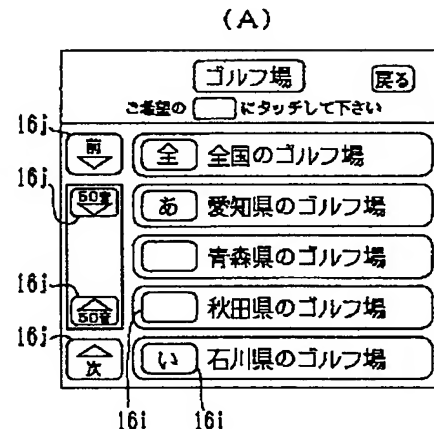 (A)
ゴルフ場 戻る
ご希望の にタッチして下さい
16j 前 全 全国のゴルフ場
16j 50音 あ 愛知県のゴルフ場
青森県のゴルフ場
16j 50音 秋田県のゴルフ場
16j 次 い 石川県のゴルフ場
16i 16i